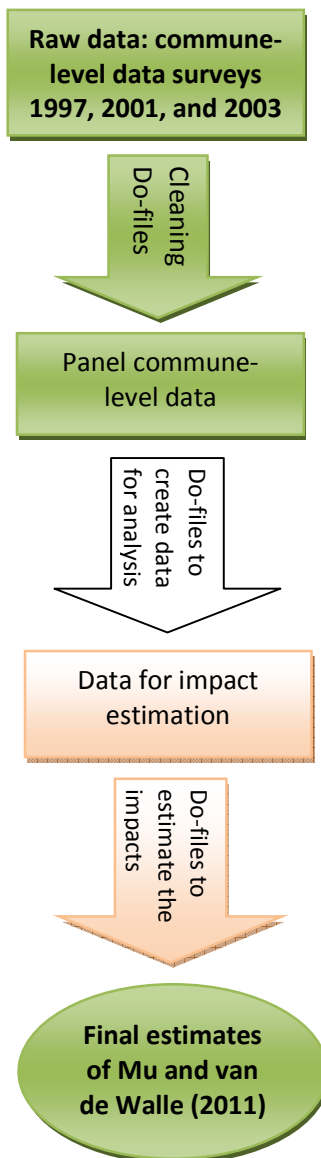 Raw data: commune-
level data surveys
1997, 2001, and 2003
Cleaning
Do-files
Panel commune-
level data
Do-files to
create data
for analysis
Data for impact
estimation
Do-files to
estimate the
impacts
Final estimates
of Mu and van
de Walle (2011)